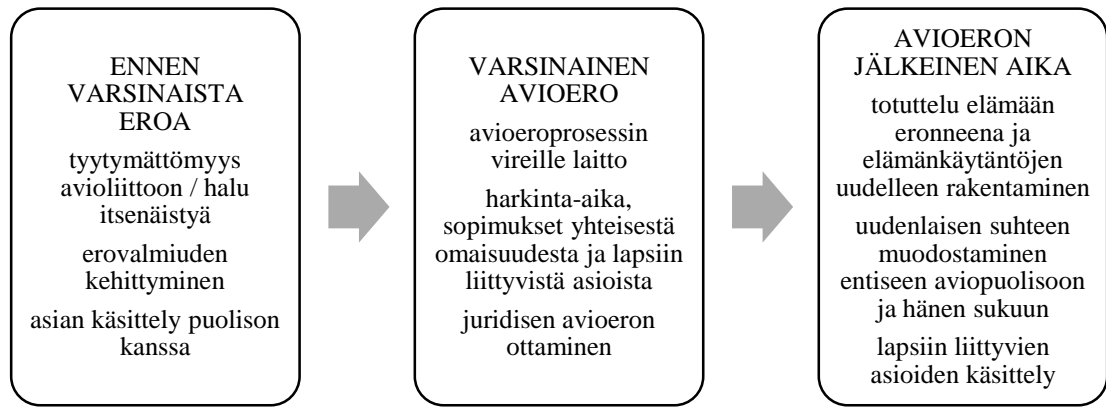 ENNEN
VARSINAISTA
EROA
tyytymättömyys
avioliittoon / halu
itsenäistyä
erovalmiuden
kehittyminen
asian käsittely puolison
kanssa
VARSINAINEN
AVIOERO
avioeroprosessin
vireille laitto
harkinta-aika,
sopimukset yhteisestä
omaisuudesta ja lapsiin
liittyvistä asioista
juridisen avioeron
ottaminen
AVIOERON
JÄLKEINEN AIKA
totuttelu elämään
eronneena ja
elämänkäytäntöjen
uudelleen rakentaminen
uudenlaisen suhteen
muodostaminen
entiseen aviopuolisoon
ja hänen sukuun
lapsiin liittyvien
asioiden käsittely